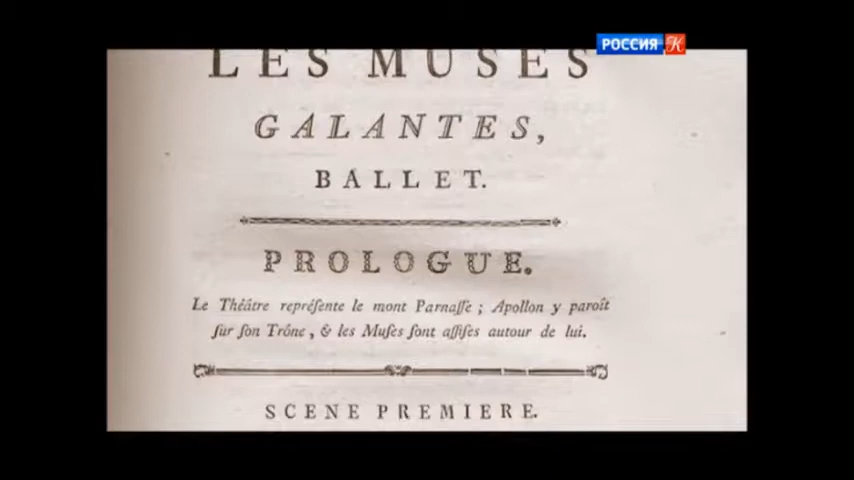 РОССИЯ К
LES MUSES
GALANTES,
BALLET.
PROLOGUE.
Le Théâtre repréſente le mont Parnaſſe ; Apollon y paroît
ſur ſon Trône, & les Muſes ſont aſſiſes autour de lui.
SCENE PREMIERE.